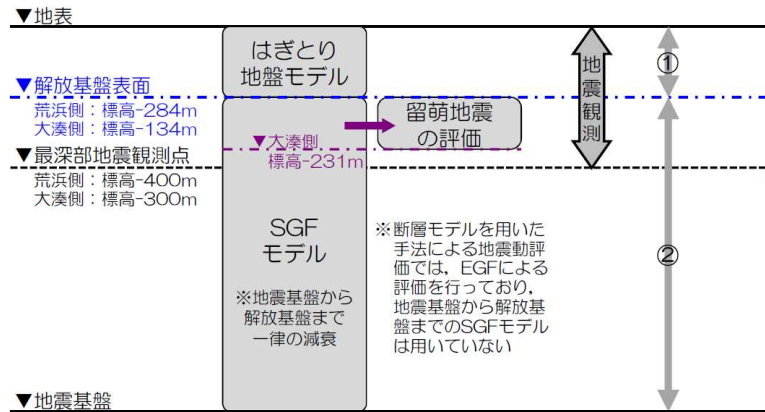 ▼地表
はぎとり
地盤モデル
地震観測
①
▼解放基盤表面
荒浜側：標高-284m
大湊側：標高-134m
留萌地震
の評価
▼大湊側
標高-231m
▼最深部地震観測点
荒浜側：標高-400m
大湊側：標高-300m
SGF
モデル
※地震基盤から
解放基盤まで
一律の減衰
※断層モデルを用いた
手法による地震動評
価では，EGFによる
評価を行っており，
地震基盤から解放基
盤までのSGFモデル
は用いていない
②
▼地震基盤